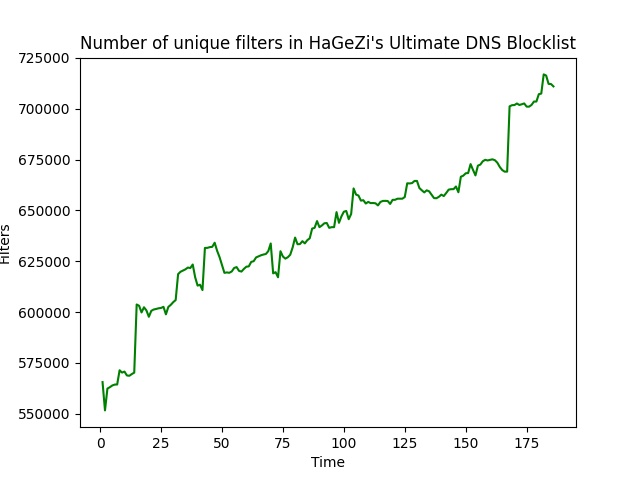 Number of unique filters in HaGeZi's Ultimate DNS Blocklist
725000
700000
675000
650000
625000
600000
575000
550000
Filters
0 25 50 75 100 125 150 175
Time